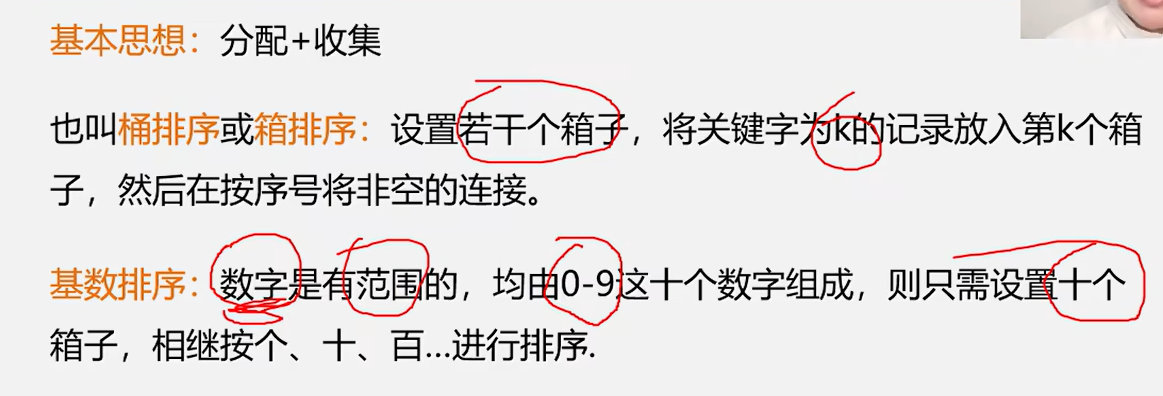 基本思想：分配+收集
也叫桶排序或箱排序：设置若干个箱子，将关键字为k的记录放入第k个箱
子，然后在按序号将非空的连接。
基数排序：数字是有范围的，均由0-9这十个数字组成，则只需设置十个
箱子，相继按个、十、百...进行排序.